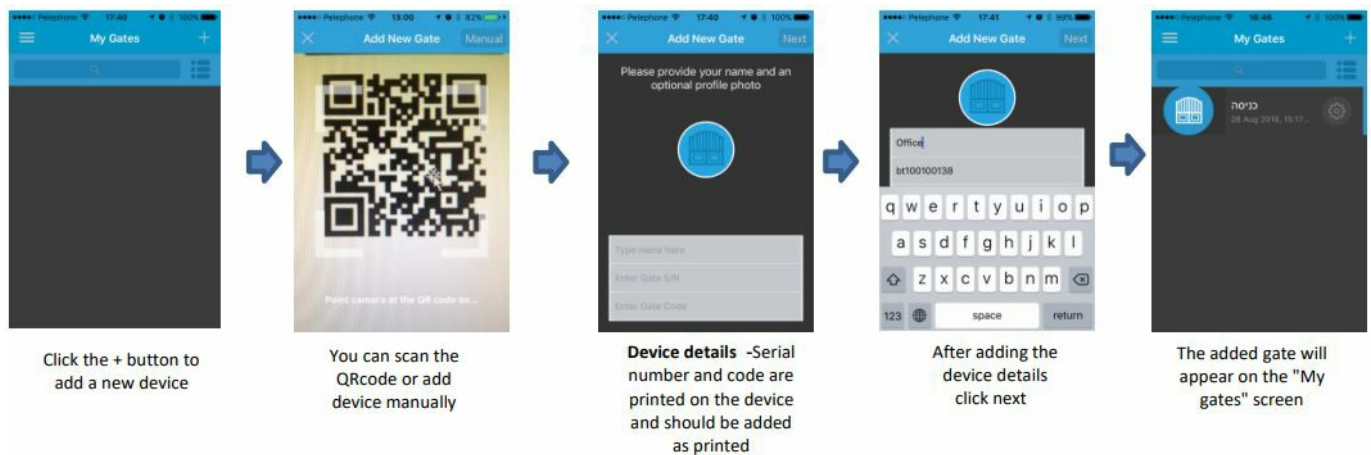 Pelephone 17:40 100%
My Gates +
Click the + button to
add a new device
Pelephone 13:00 82%
Add New Gate Manual
Point camera at the QR code on...
You can scan the
QRcode or add
device manually
Pelephone 17:40 100%
Add New Gate Next
Please provide your name and an
optional profile photo
Type name here
Enter Gate S/N
Enter Gate Code
Device details -Serial
number and code are
printed on the device
and should be added
as printed
Pelephone 17:41 99%
Add New Gate Next
Office
bt100100138
q w e r t y u i o p
a s d f g h j k l
z x c v b n m
123 space return
After adding the
device details
click next
Pelephone 16:46 100%
My Gates +
כניסה
28 Aug 2016, 15:17...
The added gate will
appear on the "My
gates" screen